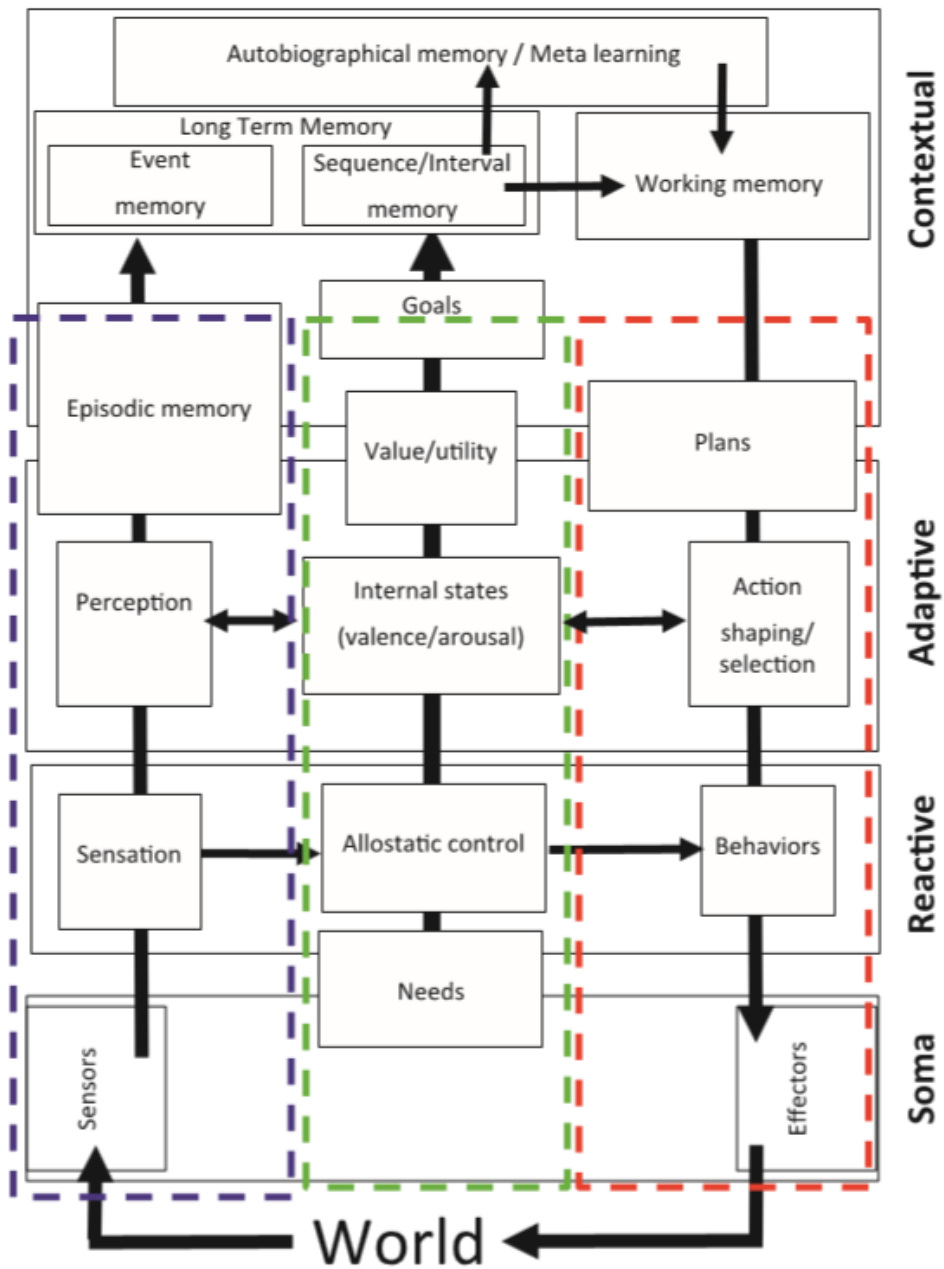 Autobiographical memory / Meta learning
Long Term Memory
Event
memory
Sequence/Interval
memory
Working memory
Contextual
Goals
Episodic memory
Value/utility
Plans
Perception
Internal states
(valence/arousal)
Action
shaping/
selection
Adaptive
Sensation
Allostatic control
Behaviors
Reactive
Needs
Sensors
Effectors
Soma
World